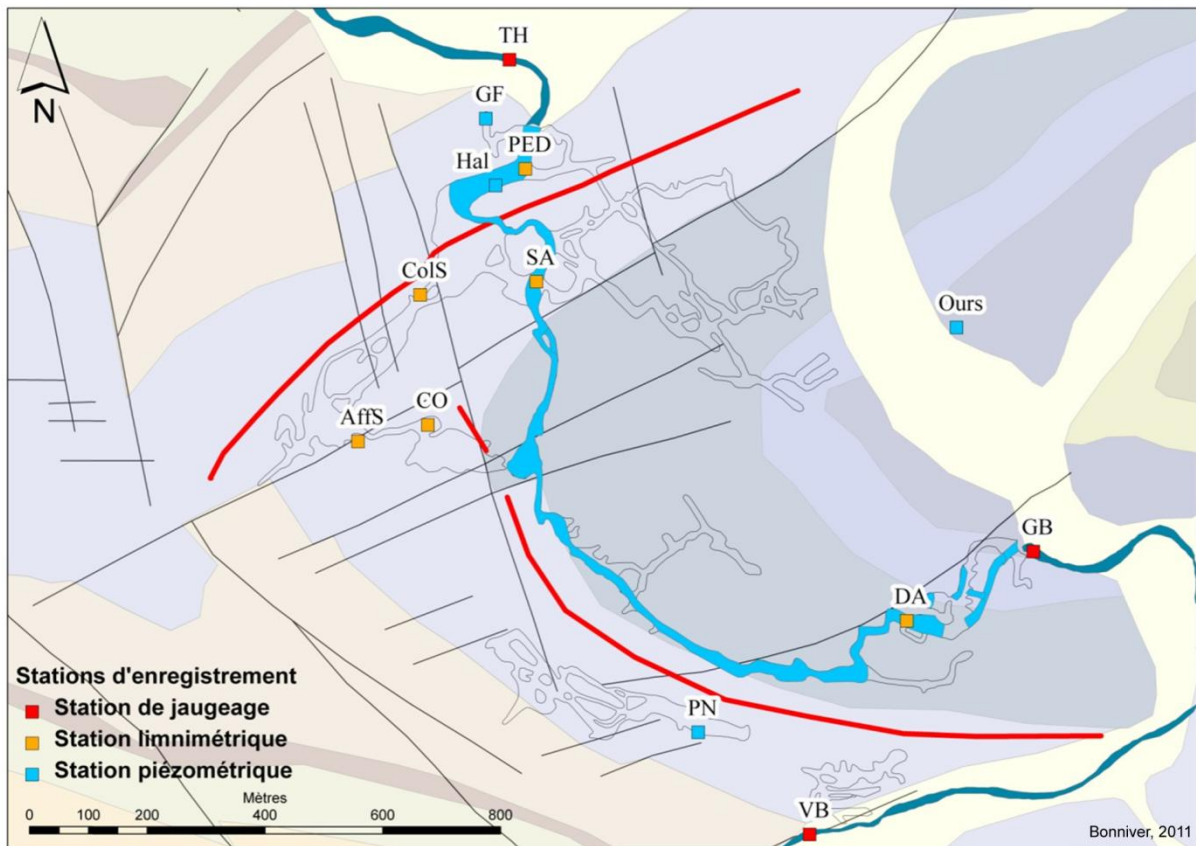 TH
GF
PED
Hal
N
SA
ColS
Ours
CO
AffS
GB
DA
PN
VB
Stations d'enregistrement
Station de jaugeage
Station limnimétrique
Station piézométrique
Mètres
0 100 200 400 600 800
Bonniver, 2011